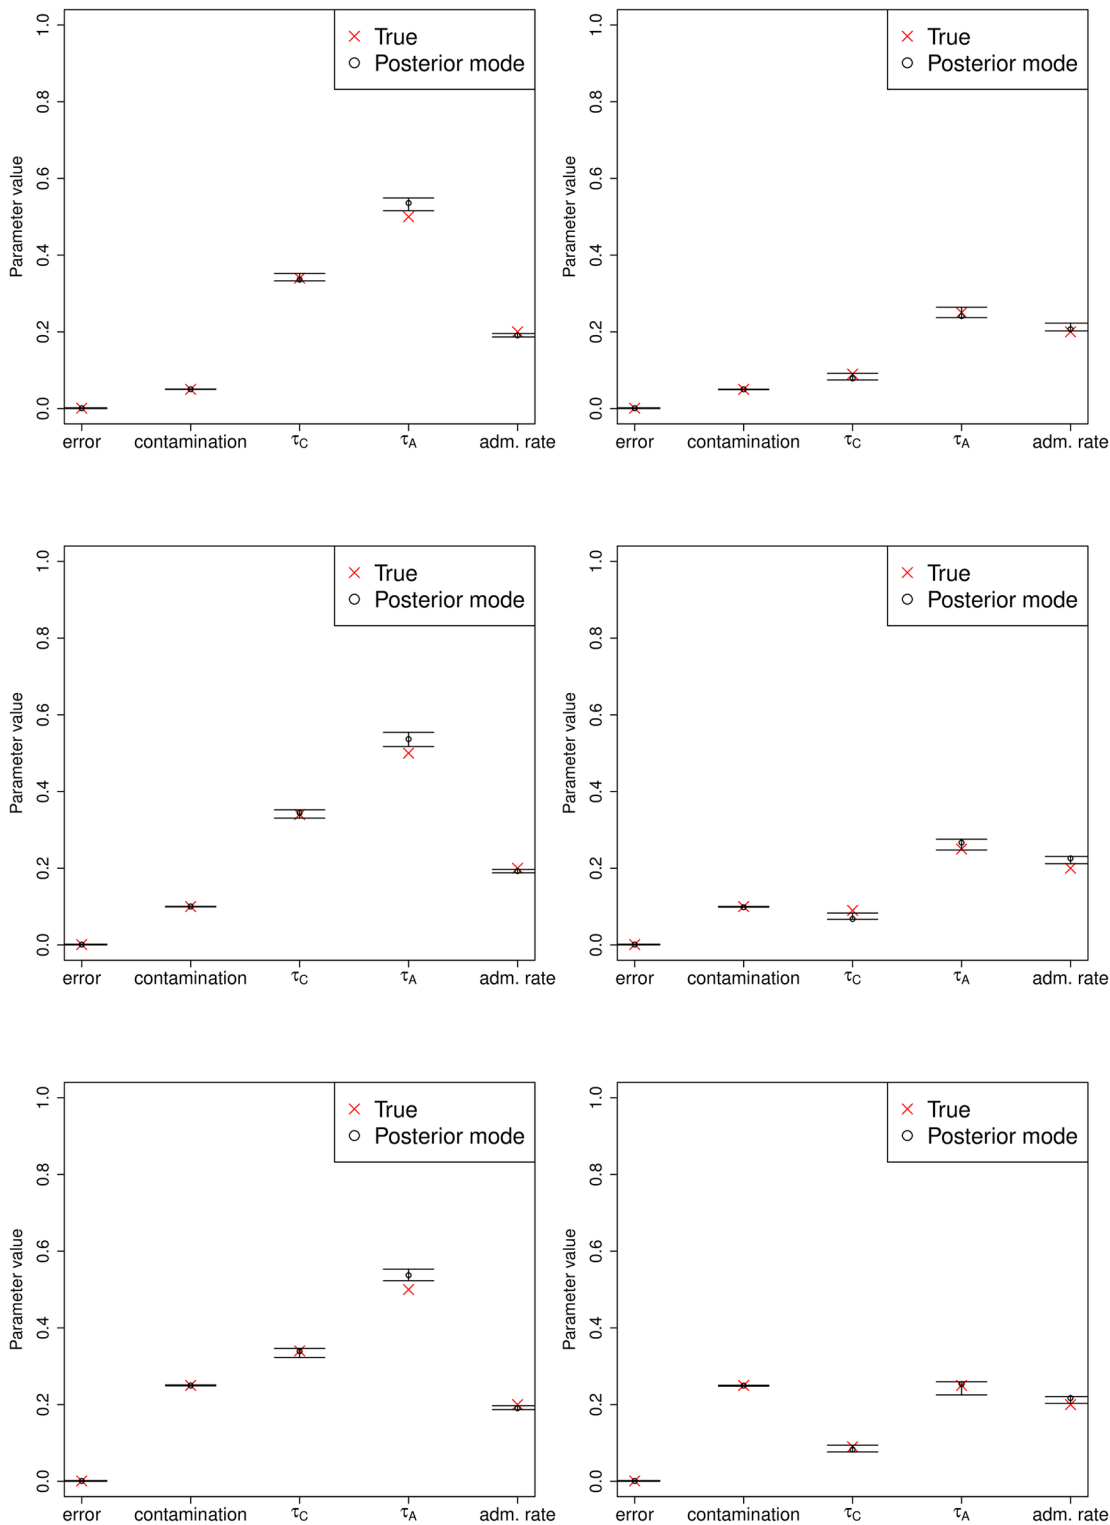 True
Posterior mode
Parameter value
1.0
0.8
0.6
0.4
0.2
0.0
error contamination τC τA adm. rate
True
Posterior mode
Parameter value
1.0
0.8
0.6
0.4
0.2
0.0
error contamination τC τA adm. rate
True
Posterior mode
Parameter value
1.0
0.8
0.6
0.4
0.2
0.0
error contamination τC τA adm. rate
True
Posterior mode
Parameter value
1.0
0.8
0.6
0.4
0.2
0.0
error contamination τC τA adm. rate
True
Posterior mode
Parameter value
1.0
0.8
0.6
0.4
0.2
0.0
error contamination τC τA adm. rate
True
Posterior mode
Parameter value
1.0
0.8
0.6
0.4
0.2
0.0
error contamination τC τA adm. rate